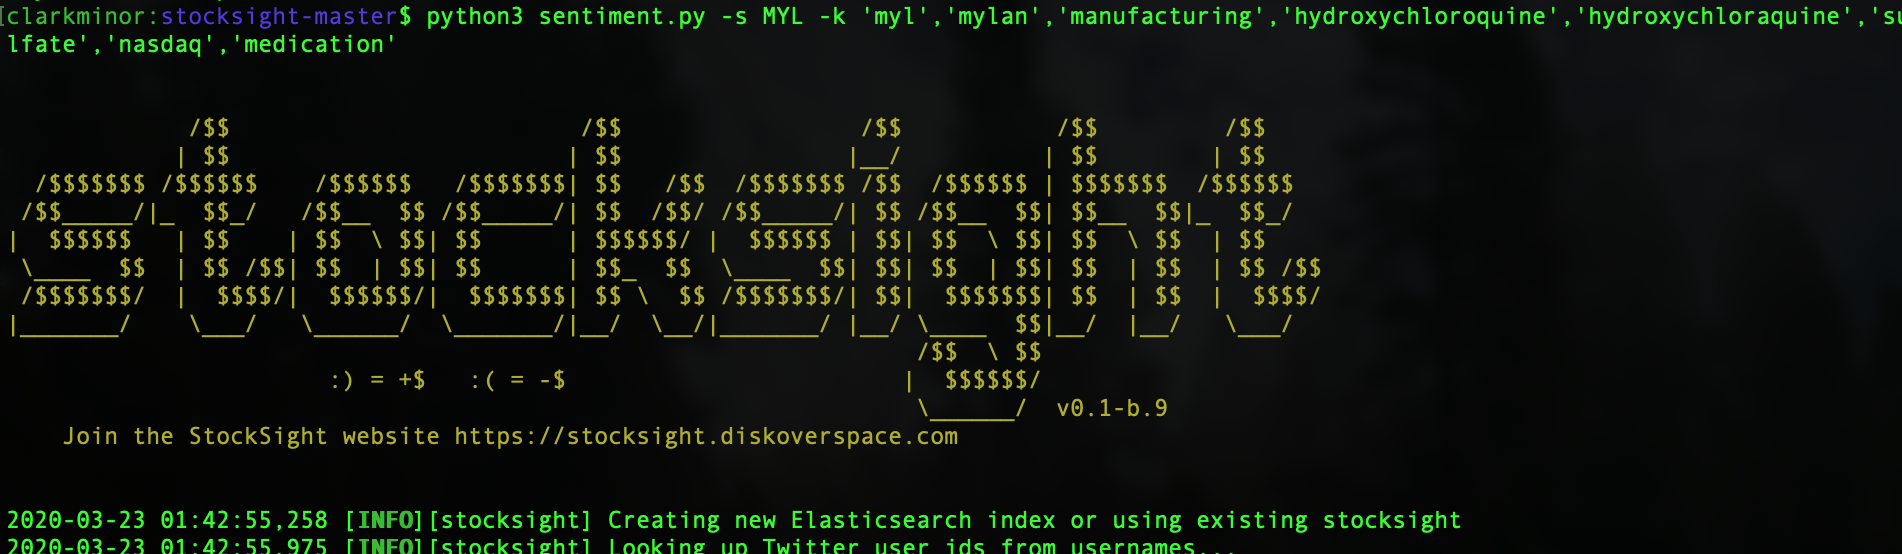 clarkminor:stocksight-master$ python3 sentiment.py -s MYL -k 'myl','mylan','manufacturing','hydroxychloroquine','hydroxychloraquine','su
lfate','nasdaq','medication'
stocksight
:) = +$   :( = -$
v0.1-b.9
Join the StockSight website https://stocksight.diskoverspace.com
2020-03-23 01:42:55,258 [INFO][stocksight] Creating new Elasticsearch index or using existing stocksight
2020-03-23 01:42:55,975 [INFO][stocksight] Looking up Twitter user ids from usernames...